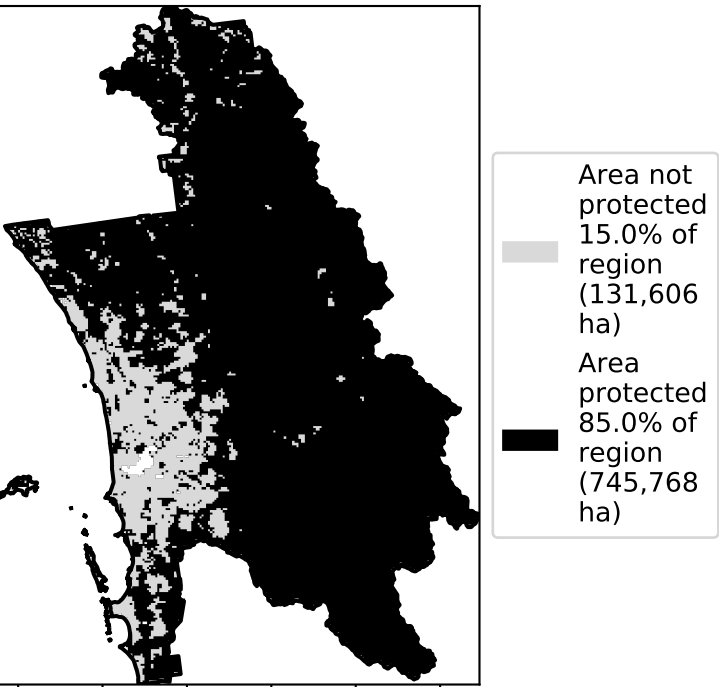 Area not
protected
15.0% of
region
(131,606
ha)
Area
protected
85.0% of
region
(745,768
ha)